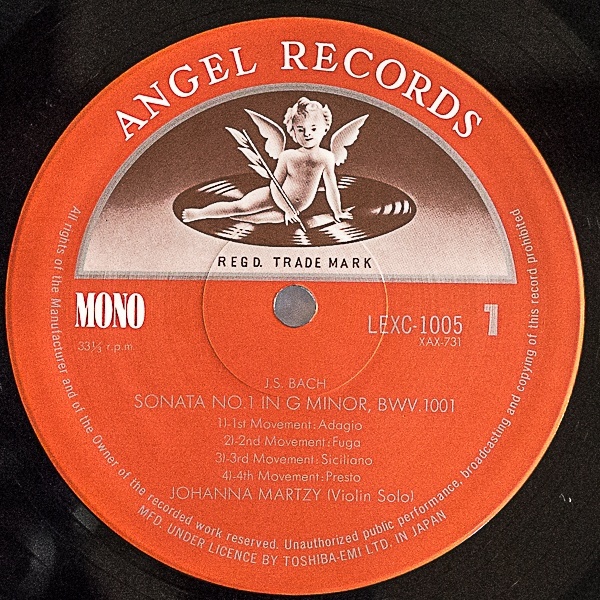 ANGEL RECORDS
REGD. TRADE MARK
MONO
33⅓ r.p.m.
LEXC-1005 1
XAX-731
J.S. BACH
SONATA NO.1 IN G MINOR, BWV.1001
1)-1st Movement: Adagio
2)-2nd Movement: Fuga
3)-3rd Movement: Siciliano
4)-4th Movement: Presto
JOHANNA MARTZY (Violin Solo)
All rights of the Manufacturer and of the Owner of the recorded work reserved. Unauthorized public performance, broadcasting and copying of this record prohibited
MFD. UNDER LICENCE BY TOSHIBA-EMI LTD. IN JAPAN